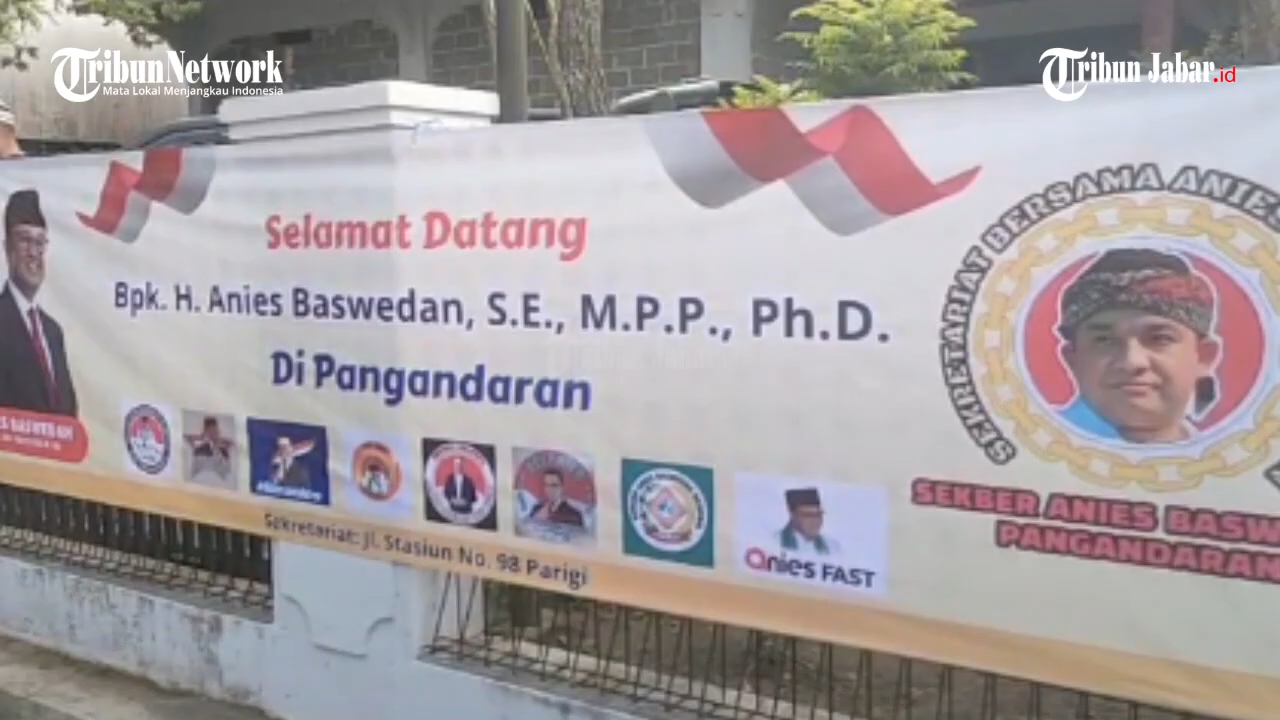 TribunNetwork
Mata Lokal Menjangkau Indonesia
Tribun Jabar.id
Selamat Datang
Bpk. H. Anies Baswedan, S.E., M.P.P., Ph.D.
Di Pangandaran
SEKRETARIAT BERSAMA ANIES
SEKBER ANIES BASW
PANGANDARAN
Anies FAST
Sekretariat: Jl. Stasiun No. 98 Parigi